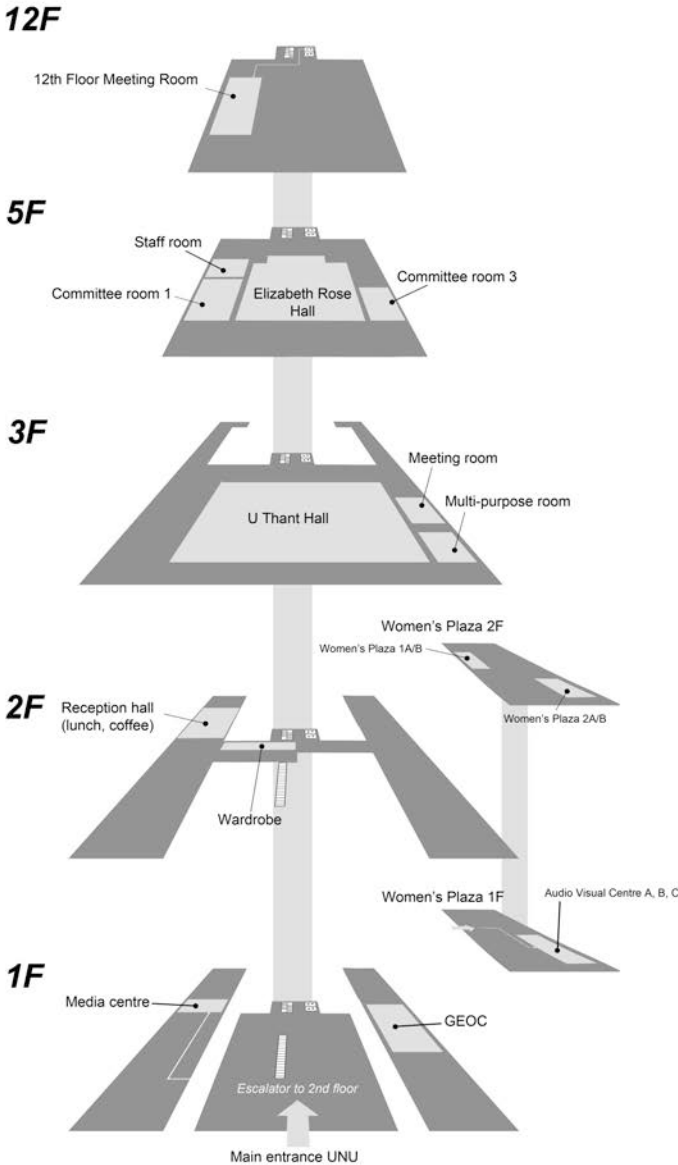 12F
12th Floor Meeting Room
5F
Staff room
Committee room 1
Elizabeth Rose
Hall
Committee room 3
3F
Meeting room
Multi-purpose room
U Thant Hall
Women's Plaza 2F
Women's Plaza 1A/B
Women's Plaza 2A/B
2F
Reception hall
(lunch, coffee)
Wardrobe
Women's Plaza 1F
Audio Visual Centre A, B, C
1F
Media centre
GEOC
Escalator to 2nd floor
Main entrance UNU